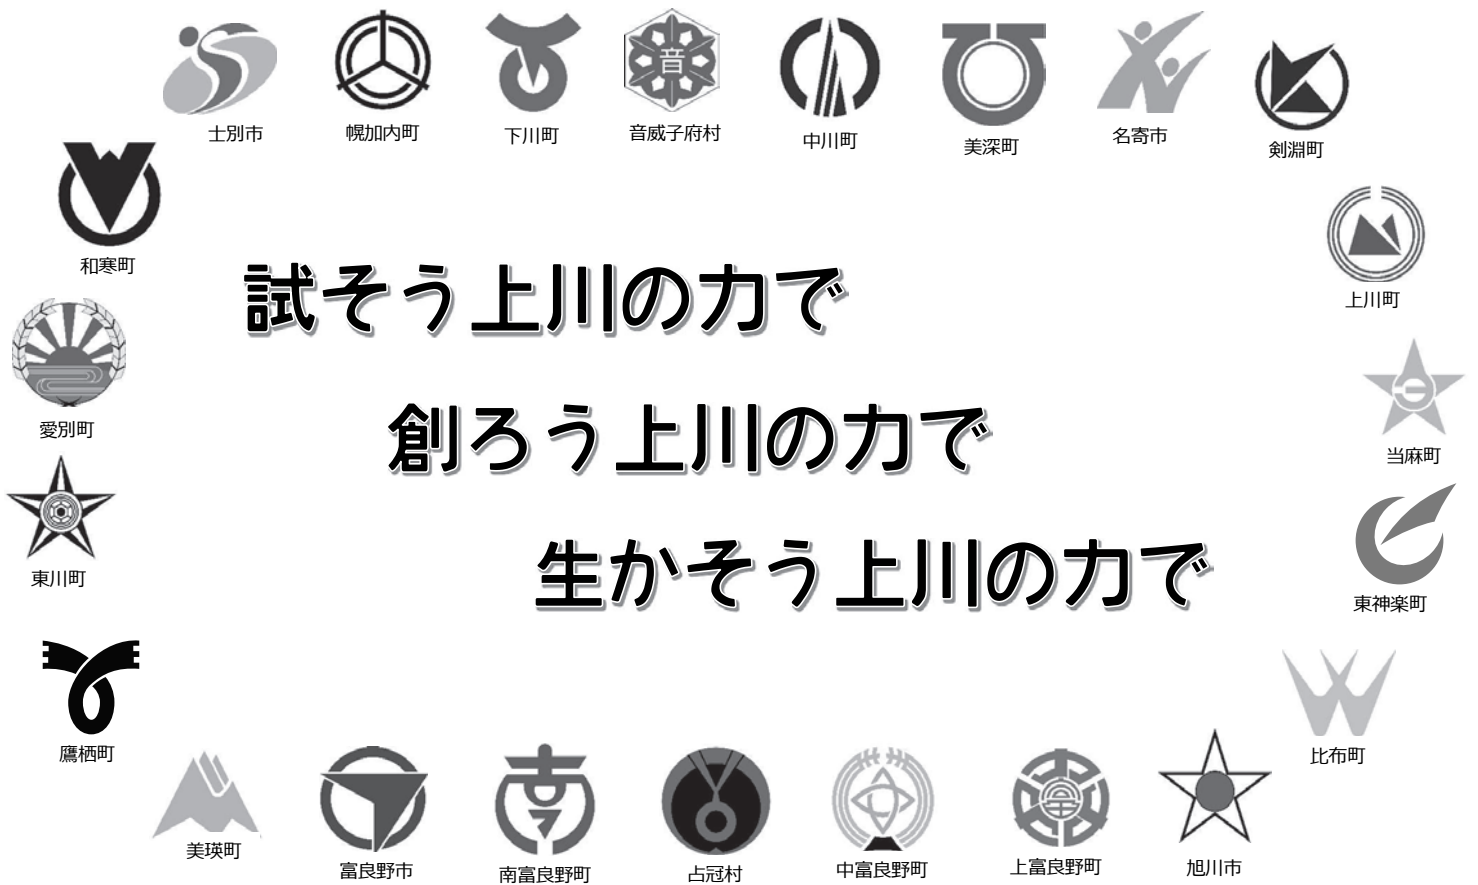 士別市
幌加内町
下川町
音
音威子府村
中川町
美深町
名寄市
剣淵町
和寒町
上川町
試そう上川の力で
愛別町
創ろう上川の力で
当麻町
東川町
生かそう上川の力で
東神楽町
鷹栖町
比布町
美瑛町
富良野市
南富良野町
占冠村
中富良野町
上富良野町
旭川市